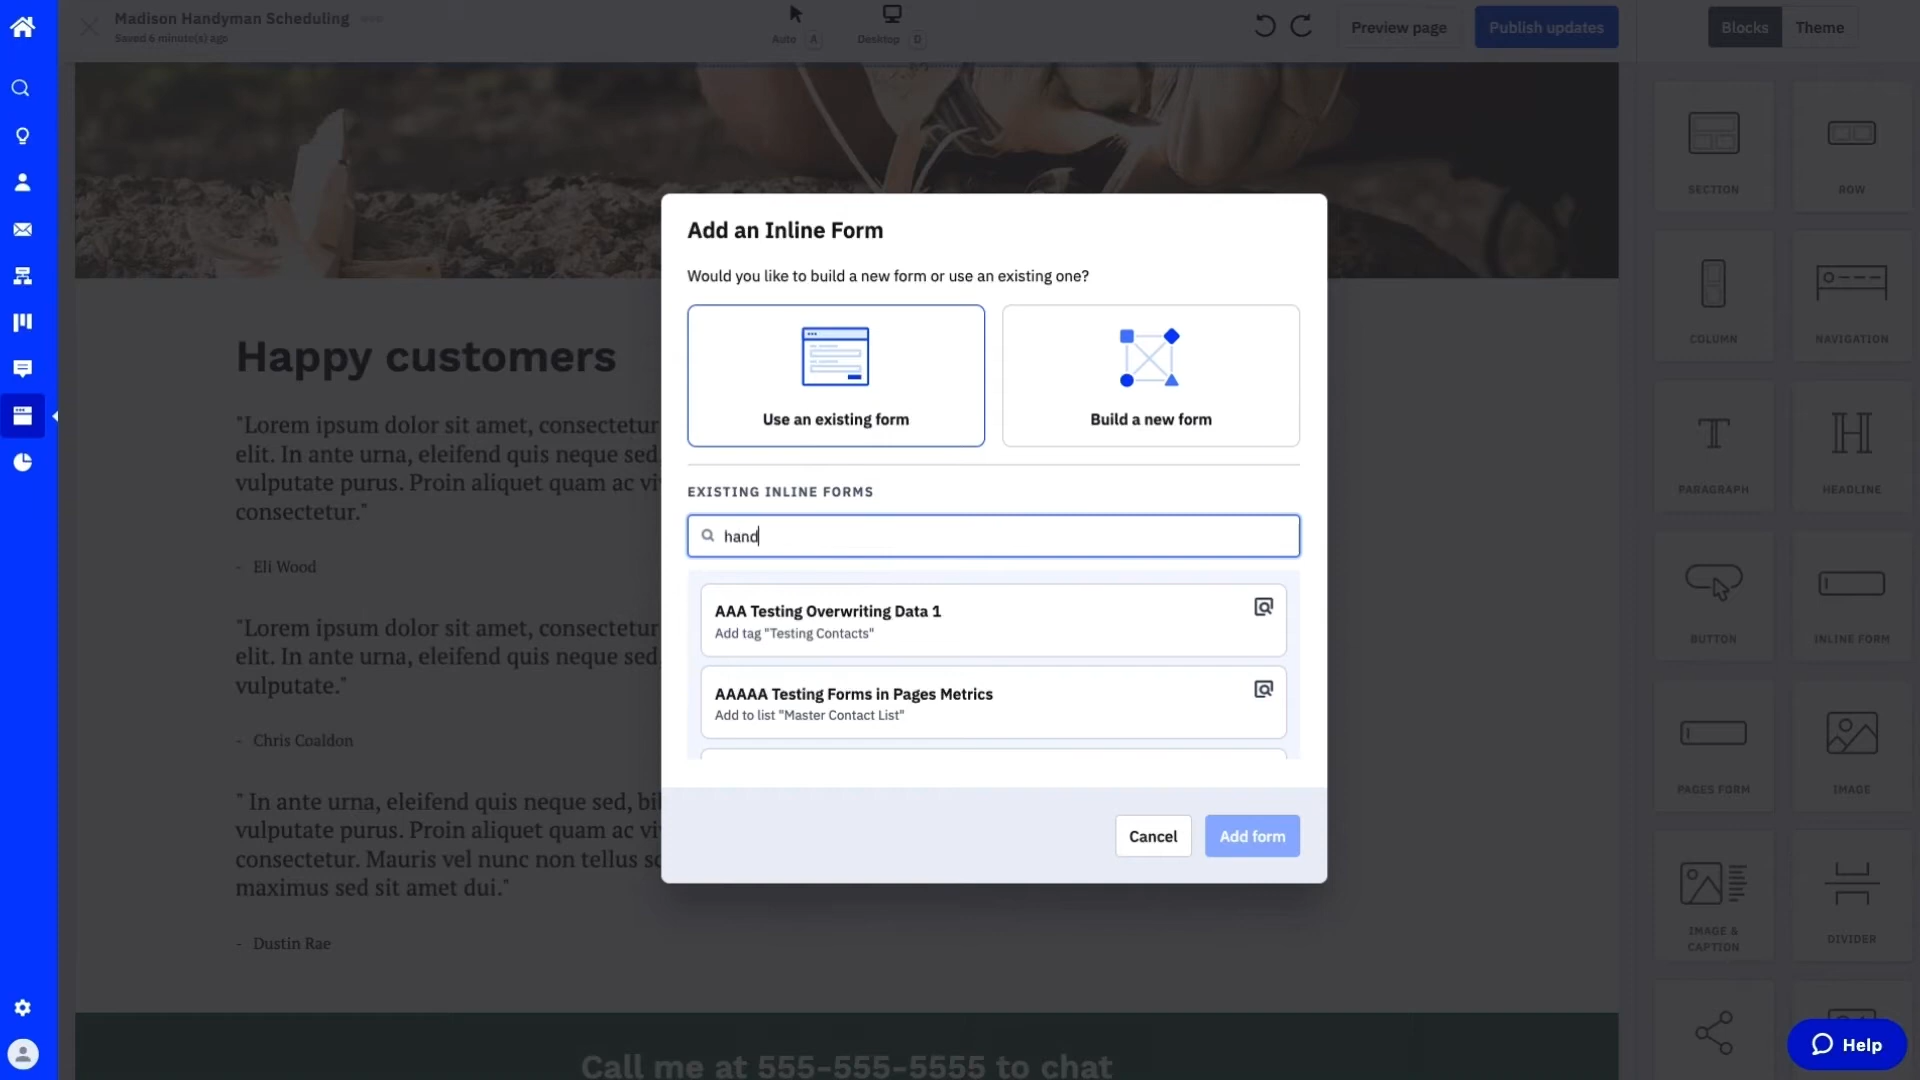 Madison Handyman Scheduling
Saved 6 minute(s) ago
Auto A
Desktop D
Preview page
Publish updates
Blocks
Theme
SECTION
ROW
COLUMN
NAVIGATION
PARAGRAPH
HEADLINE
BUTTON
INLINE FORM
PAGES FORM
IMAGE
IMAGE &
CAPTION
DIVIDER
Happy customers
"Lorem ipsum dolor sit amet, consectetur
elit. In ante urna, eleifend quis neque sed,
vulputate purus. Proin aliquet quam ac vi
consectetur."
- Eli Wood
"Lorem ipsum dolor sit amet, consectetur
elit. In ante urna, eleifend quis neque sed,
vulputate."
- Chris Coaldon
" In ante urna, eleifend quis neque sed, bi
vulputate purus. Proin aliquet quam ac vi
consectetur. Mauris vel nunc non tellus sc
maximus sed sit amet dui."
- Dustin Rae
Call me at 555-555-5555 to chat
Add an Inline Form
Would you like to build a new form or use an existing one?
Use an existing form
Build a new form
EXISTING INLINE FORMS
hand
AAA Testing Overwriting Data 1
Add tag "Testing Contacts"
AAAAA Testing Forms in Pages Metrics
Add to list "Master Contact List"
Cancel
Add form
Help